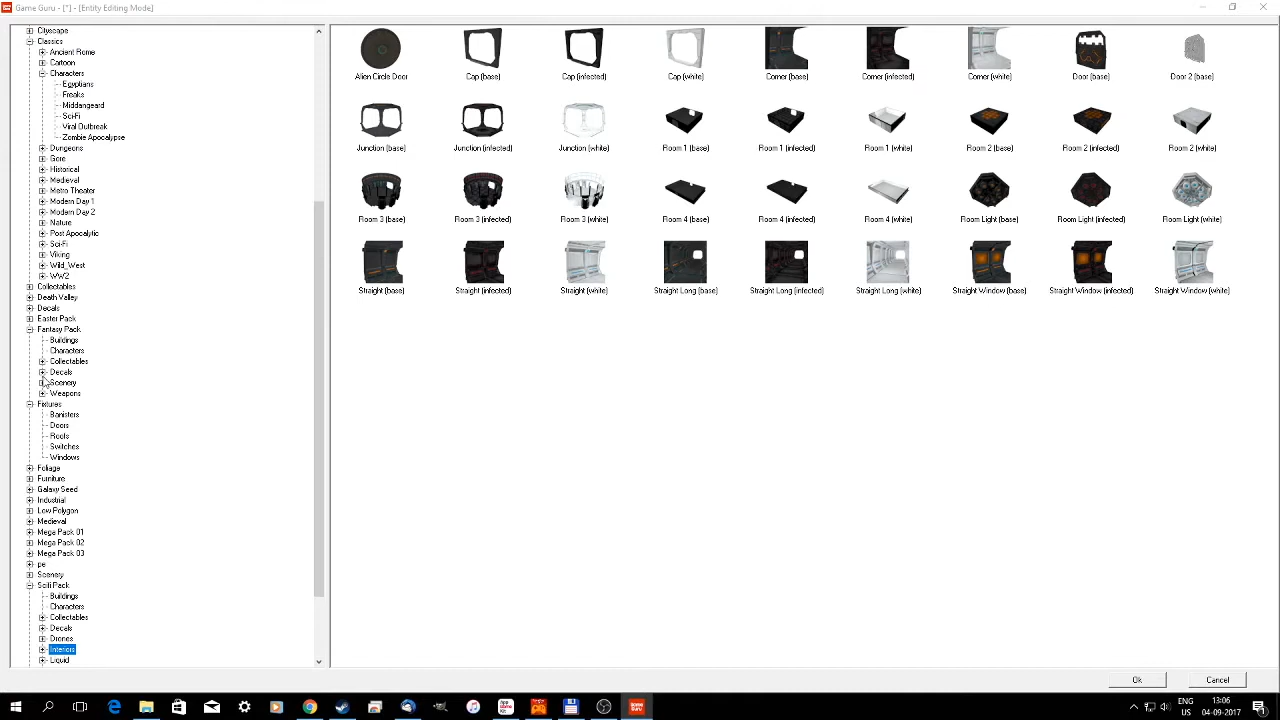 Game Guru - [*] - [Entity Editing Mode]
Cityscape
Classics
Ancient Rome
Cartoon
Characters
Egyptians
Freaks
Middangeard
Sci-Fi
Viral Outbreak
Zombie Apocalypse
Dungeons
Gore
Historical
Medieval
Metro Theater
Modern Day 1
Modern Day 2
Nature
Post Apocalytic
Sci-Fi
Viking
Wild_West
WW2
Collectables
Death Valley
Decals
Easter Pack
Fantasy Pack
Buildings
Characters
Collectables
Decals
Scenery
Weapons
Fixtures
Banisters
Doors
Roofs
Switches
Windows
Foliage
Furniture
Galaxy Seed
Industrial
Low Polygon
Medieval
Mega Pack 01
Mega Pack 02
Mega Pack 03
pe
Scenery
Scifi Pack
Buildings
Characters
Collectables
Decals
Drones
Interiors
Liquid
Alien Circle Door
Cap (base)
Cap (infected)
Cap (white)
Corner (base)
Corner (infected)
Corner (white)
Door (base)
Door 2 (base)
Junction (base)
Junction (infected)
Junction (white)
Room 1 (base)
Room 1 (infected)
Room 1 (white)
Room 2 (base)
Room 2 (infected)
Room 2 (white)
Room 3 (base)
Room 3 (infected)
Room 3 (white)
Room 4 (base)
Room 4 (infected)
Room 4 (white)
Room Light (base)
Room Light (infected)
Room Light (white)
Straight (base)
Straight (infected)
Straight (white)
Straight Long (base)
Straight Long (infected)
Straight Long (white)
Straight Window (base)
Straight Window (infected)
Straight Window (white)
Ok
Cancel
App
Game
Kit
GAME
GURU
ENG
US
13:06
04-09-2017